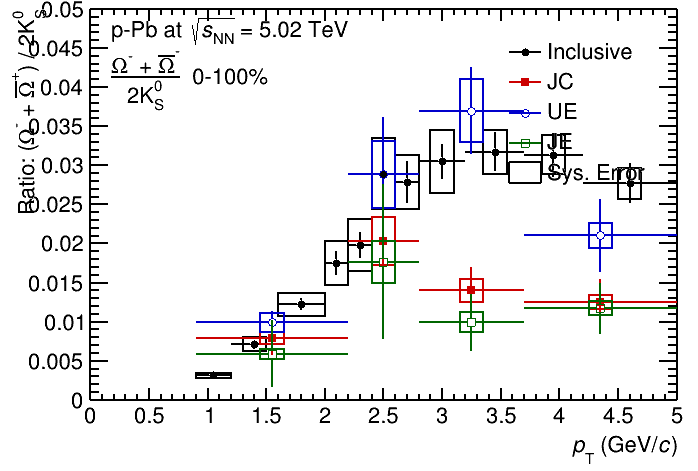 p-Pb at √s_NN = 5.02 TeV
Ω⁻ + Ω̅⁻
2K⁰_S
0-100%
Inclusive
JC
UE
JE
Sys. Error
Ratio: (Ω⁻ + Ω̅⁺) / 2K⁰_S
0.05
0.045
0.04
0.035
0.03
0.025
0.02
0.015
0.01
0.005
0
0 0.5 1 1.5 2 2.5 3 3.5 4 4.5 5
p_T (GeV/c)